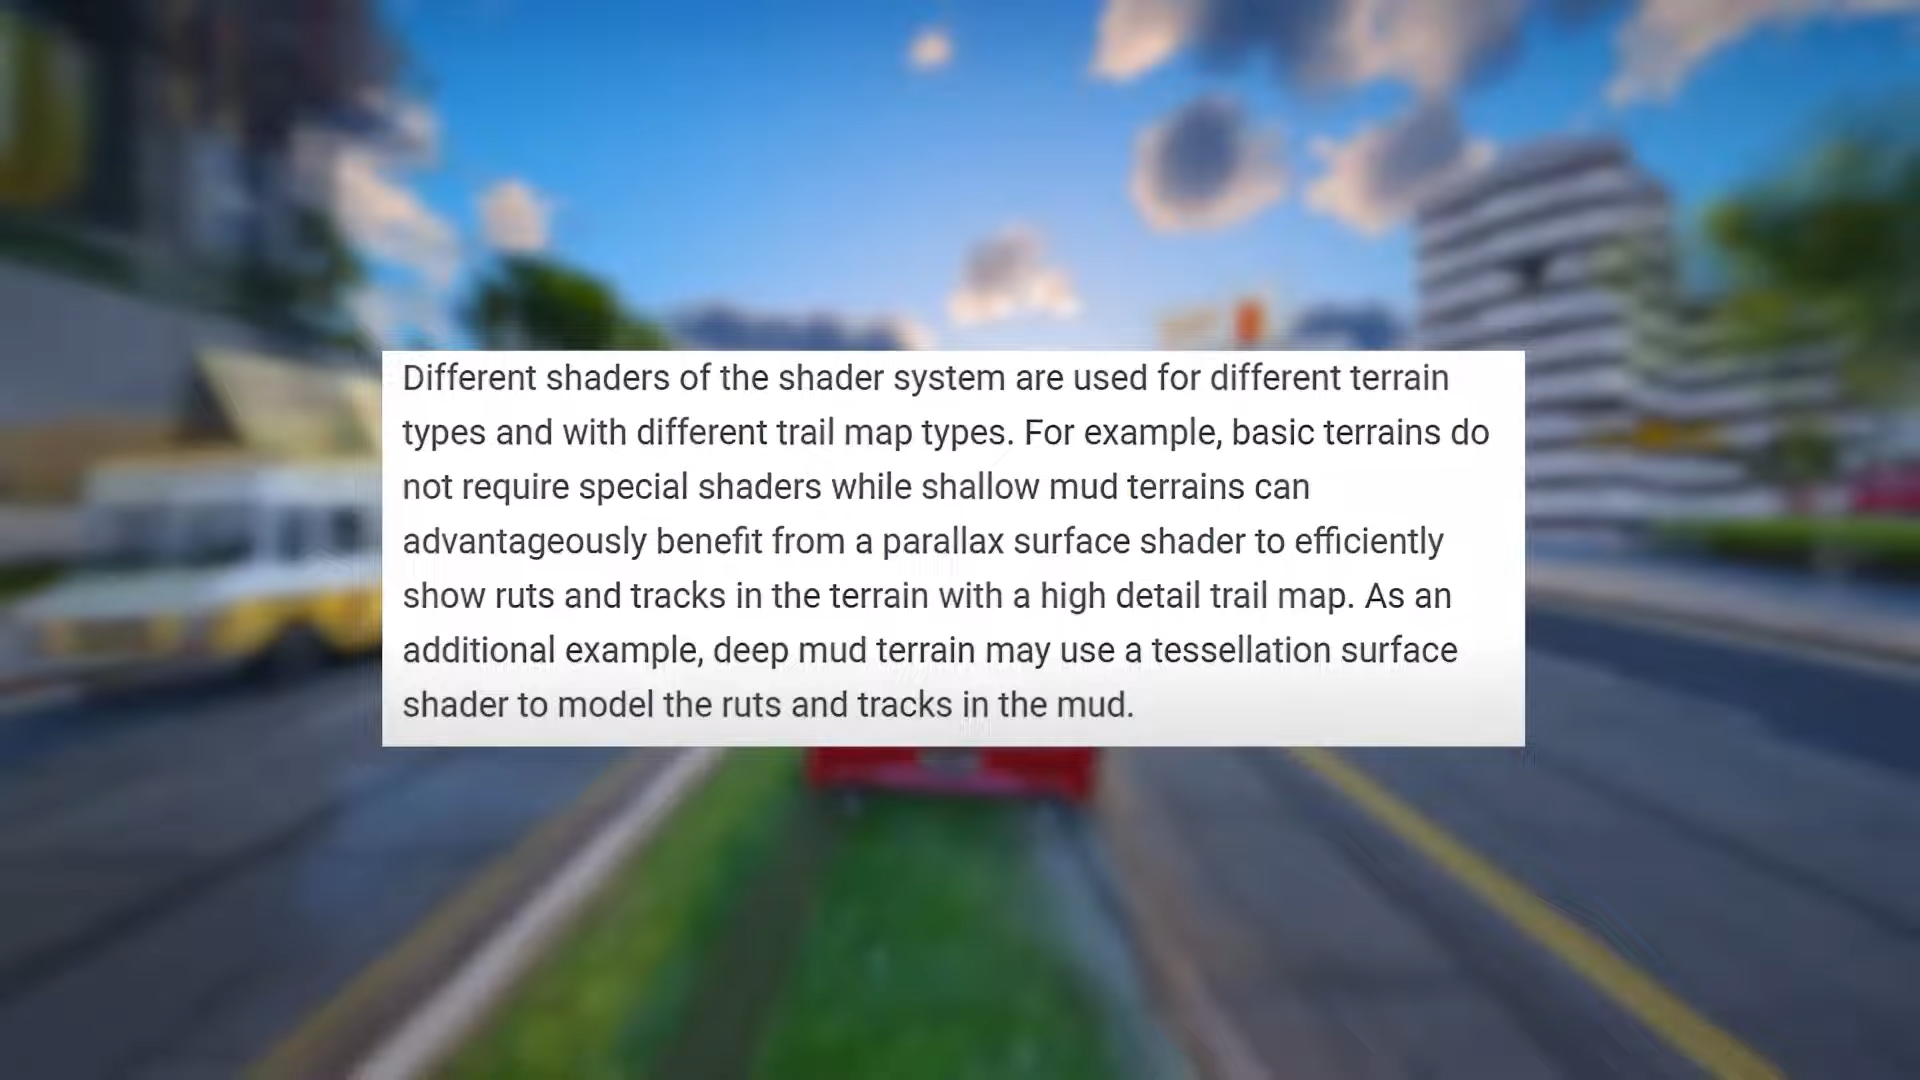 Different shaders of the shader system are used for different terrain
types and with different trail map types. For example, basic terrains do
not require special shaders while shallow mud terrains can
advantageously benefit from a parallax surface shader to efficiently
show ruts and tracks in the terrain with a high detail trail map. As an
additional example, deep mud terrain may use a tessellation surface
shader to model the ruts and tracks in the mud.